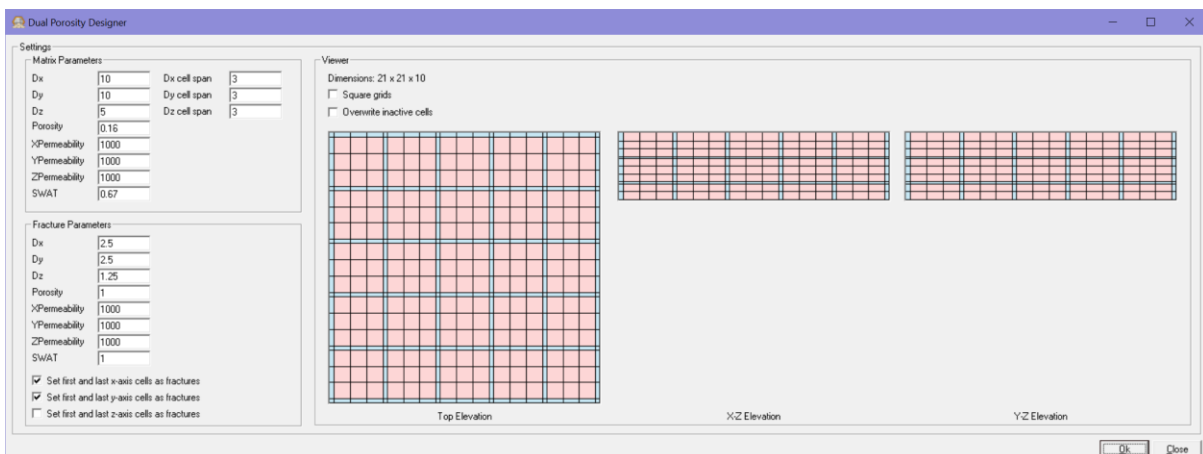 Dual Porosity Designer
Settings
Matrix Parameters
Dx 10 Dx cell span 3
Dy 10 Dy cell span 3
Dz 5 Dz cell span 3
Porosity 0.16
XPermeability 1000
YPermeability 1000
ZPermeability 1000
SWAT 0.67
Fracture Parameters
Dx 2.5
Dy 2.5
Dz 1.25
Porosity 1
XPermeability 1000
YPermeability 1000
ZPermeability 1000
SWAT 1
Set first and last x-axis cells as fractures
Set first and last y-axis cells as fractures
Set first and last z-axis cells as fractures
Viewer
Dimensions: 21 x 21 x 10
Square grids
Overwrite inactive cells
Top Elevation
X-Z Elevation
Y-Z Elevation
Ok Close